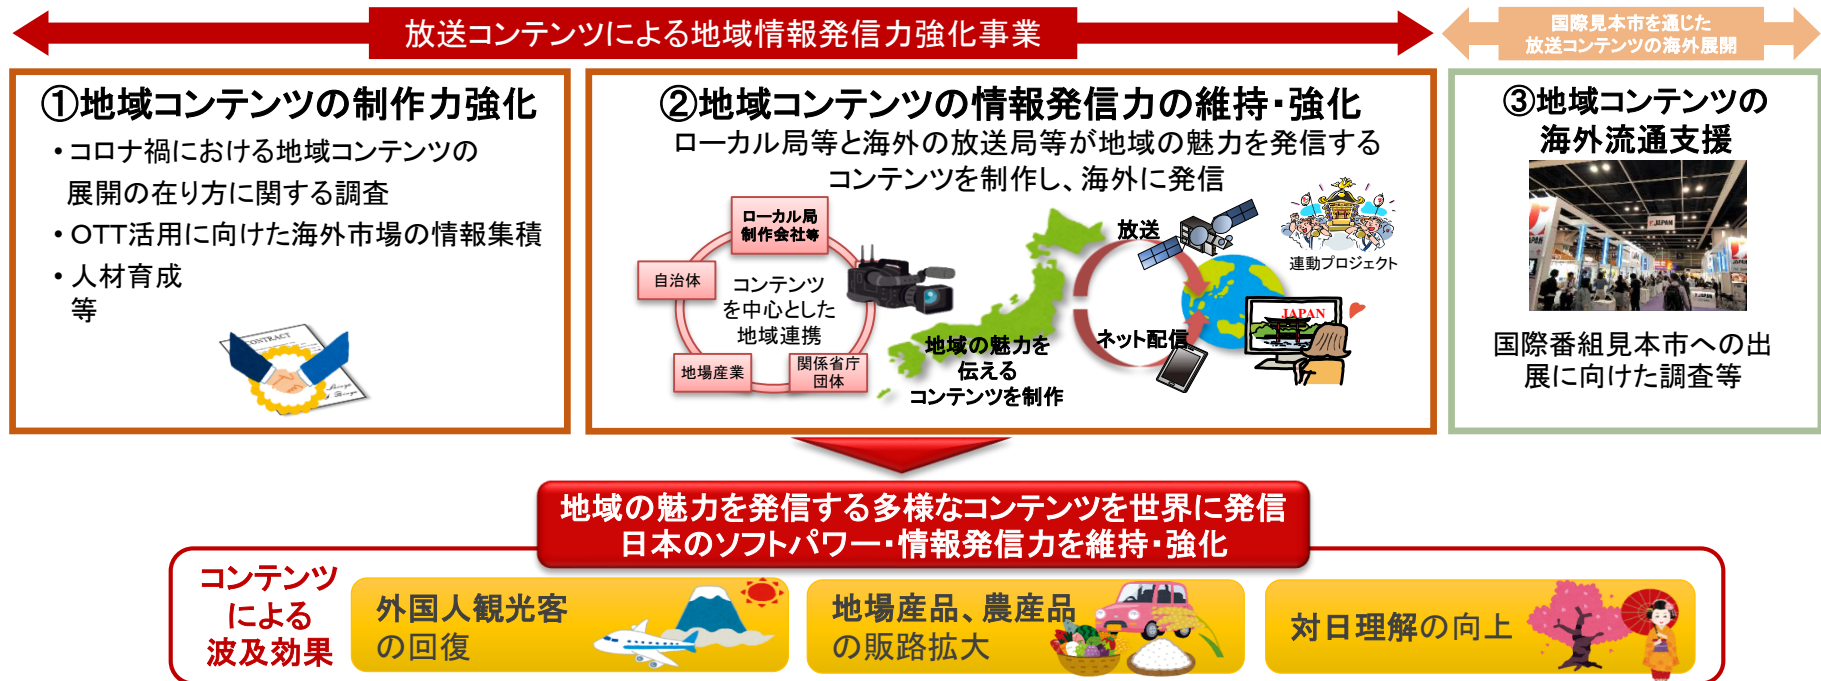 放送コンテンツによる地域情報発信力強化事業
国際見本市を通じた
放送コンテンツの海外展開
①地域コンテンツの制作力強化
・コロナ禍における地域コンテンツの
展開の在り方に関する調査
・OTT活用に向けた海外市場の情報集積
・人材育成
等
CONTRACT
②地域コンテンツの情報発信力の維持・強化
ローカル局等と海外の放送局等が地域の魅力を発信する
コンテンツを制作し、海外に発信
ローカル局
制作会社等
自治体
コンテンツ
を中心とした
地域連携
地場産業
関係省庁
団体
地域の魅力を
伝える
コンテンツを制作
放送
ネット配信
連動プロジェクト
JAPAN
③地域コンテンツの
海外流通支援
JAPAN
国際番組見本市への出
展に向けた調査等
地域の魅力を発信する多様なコンテンツを世界に発信
日本のソフトパワー・情報発信力を維持・強化
コンテンツ
による
波及効果
外国人観光客
の回復
地場産品、農産品
の販路拡大
対日理解の向上